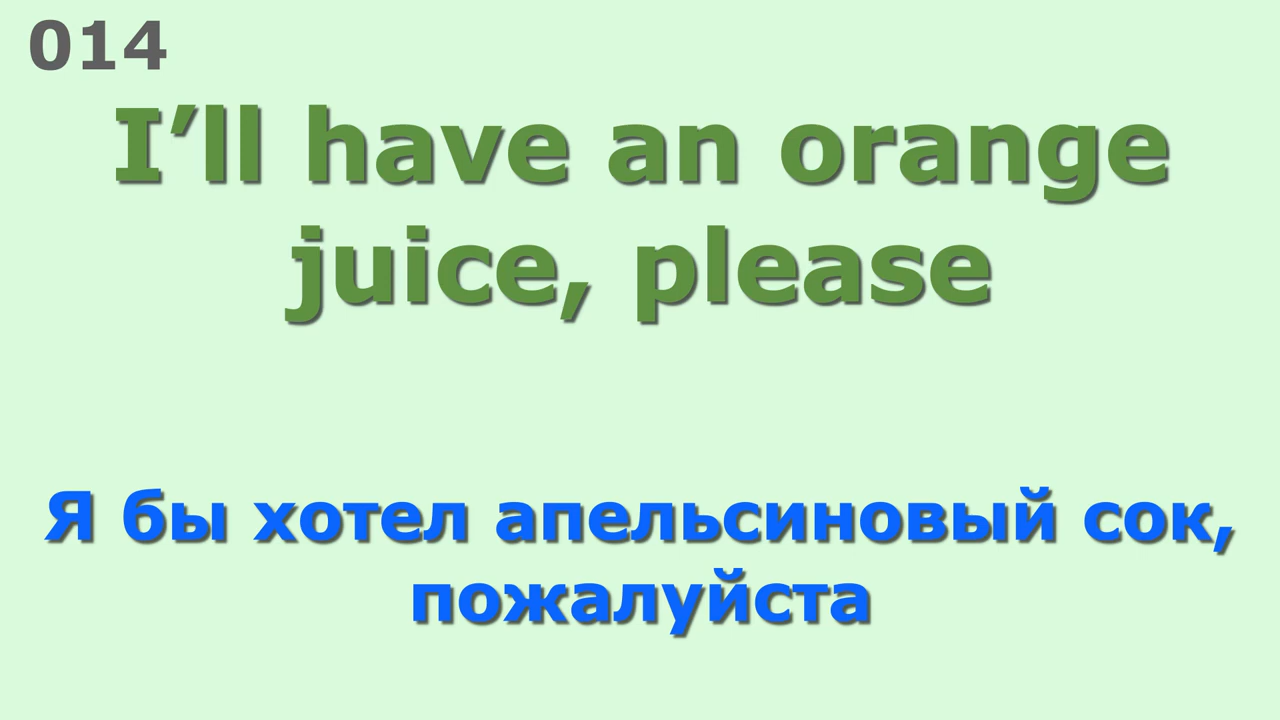 014
I’ll have an orange
juice, please
Я бы хотел апельсиновый сок,
пожалуйста